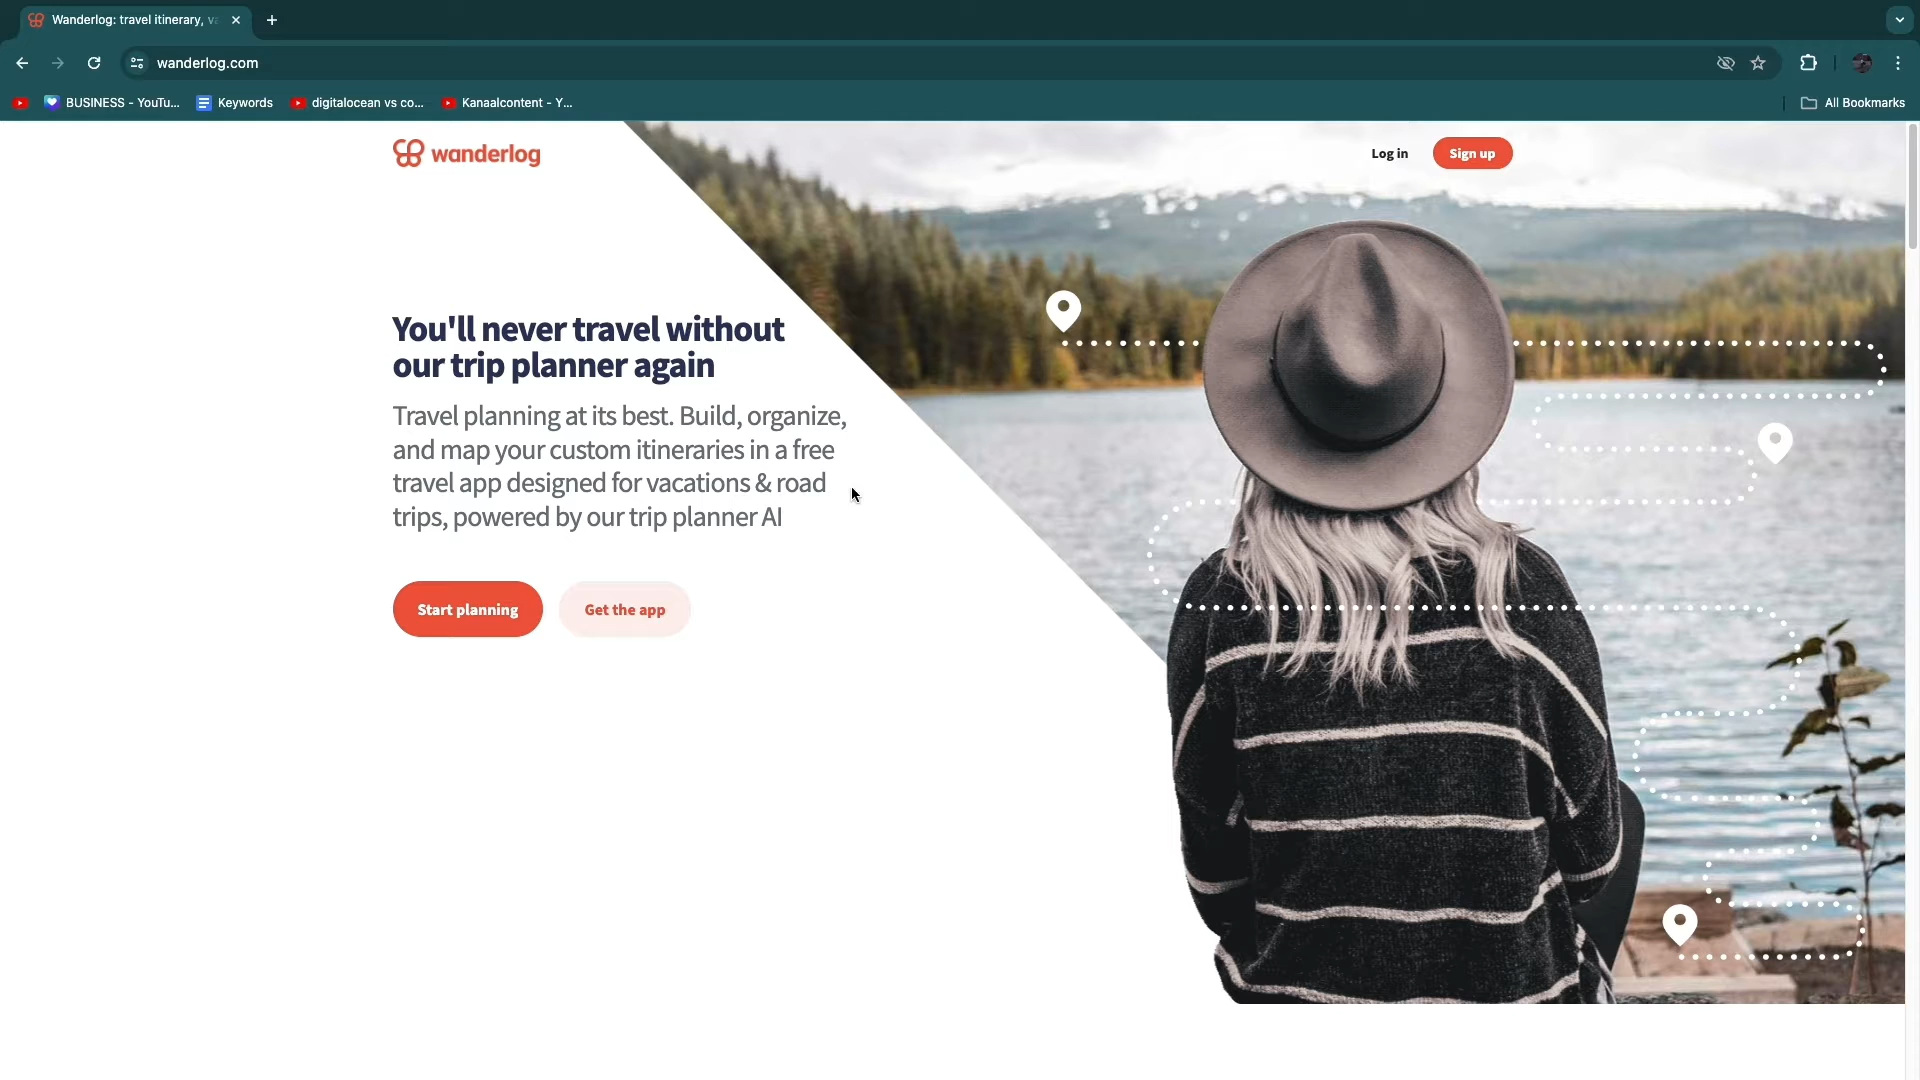 Wanderlog: travel itinerary, va
wanderlog.com
BUSINESS - YouTu...
Keywords
digitalocean vs co...
Kanaalcontent - Y...
All Bookmarks
wanderlog
Log in
Sign up
You'll never travel without
our trip planner again
Travel planning at its best. Build, organize,
and map your custom itineraries in a free
travel app designed for vacations & road
trips, powered by our trip planner AI
Start planning
Get the app